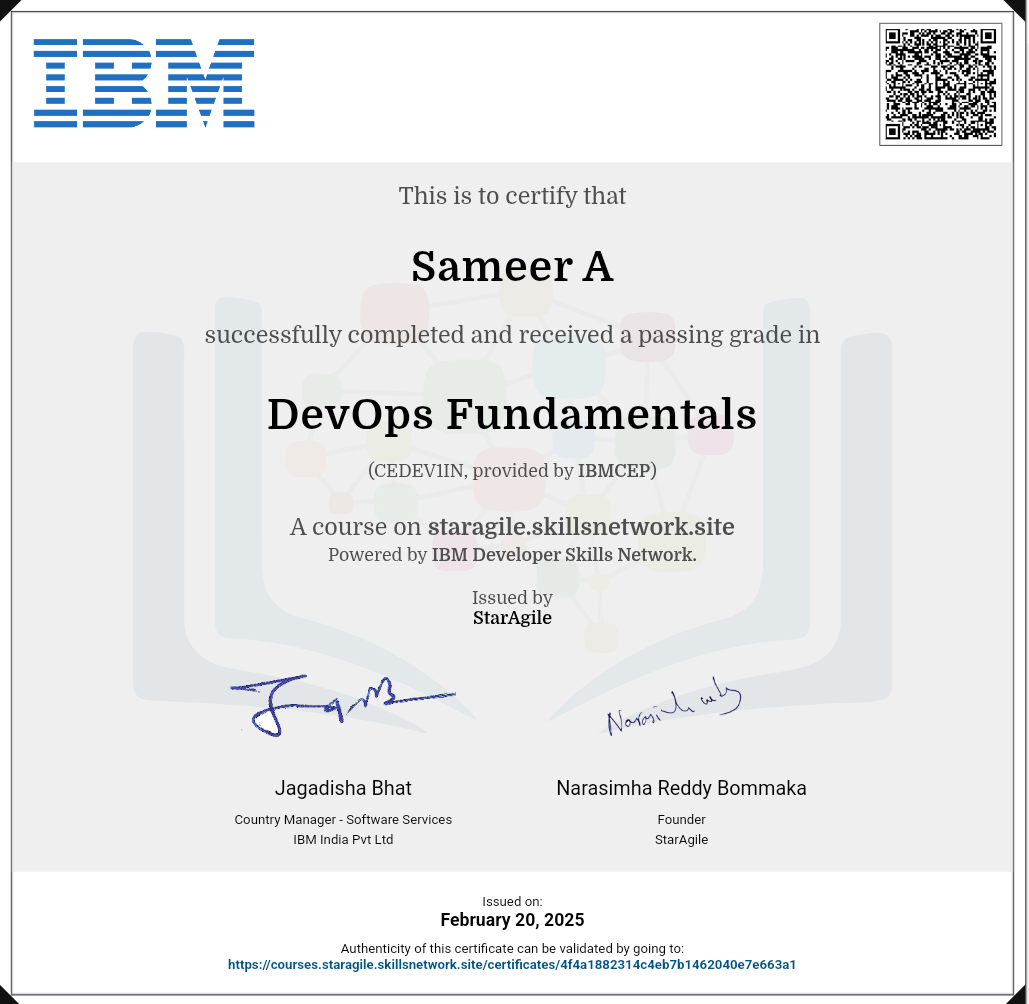 IBM
This is to certify that
Sameer A
successfully completed and received a passing grade in
DevOps Fundamentals
(CEDEV1IN, provided by IBMCEP)
A course on staragile.skillsnetwork.site
Powered by IBM Developer Skills Network.
Issued by
StarAgile
Jagadisha Bhat
Country Manager - Software Services
IBM India Pvt Ltd
Narasimha Reddy Bommaka
Founder
StarAgile
Issued on:
February 20, 2025
Authenticity of this certificate can be validated by going to:
https://courses.staragile.skillsnetwork.site/certificates/4f4a1882314c4eb7b1462040e7e663a1